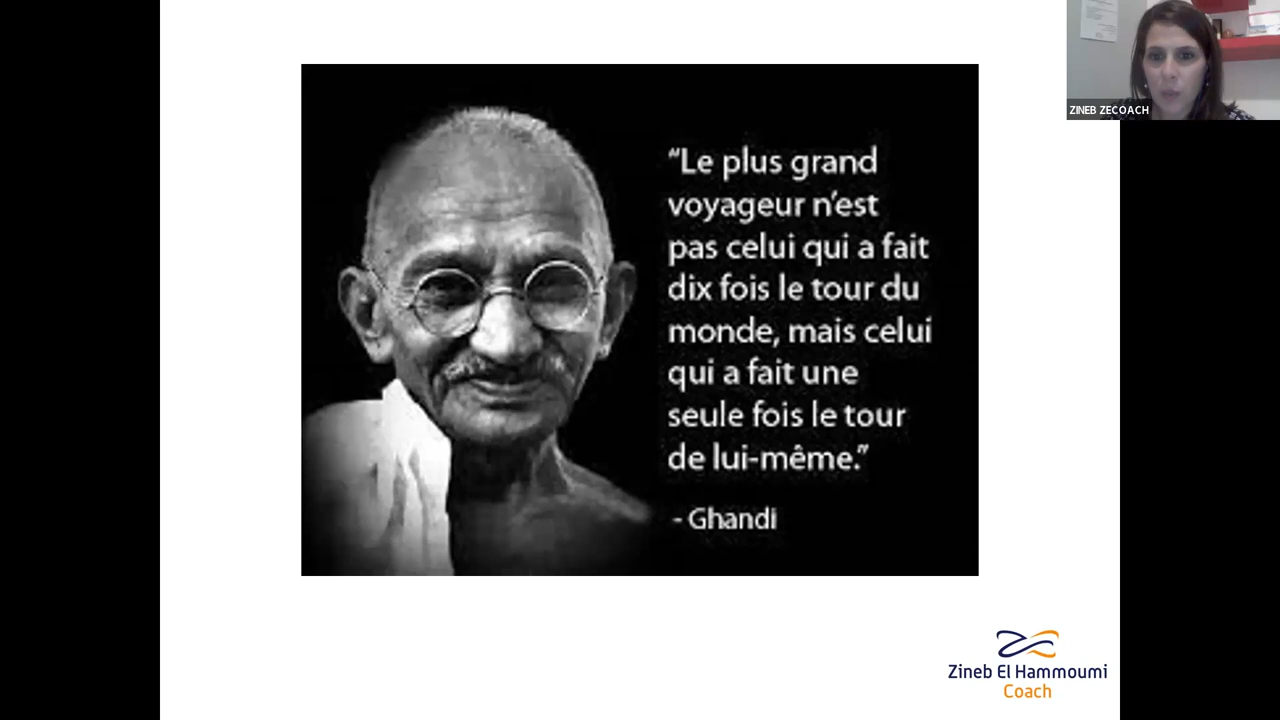 ZINEB ZECOACH
“Le plus grand
voyageur n’est
pas celui qui a fait
dix fois le tour du
monde, mais celui
qui a fait une
seule fois le tour
de lui-même.”
- Ghandi
Zineb El Hammoumi
Coach